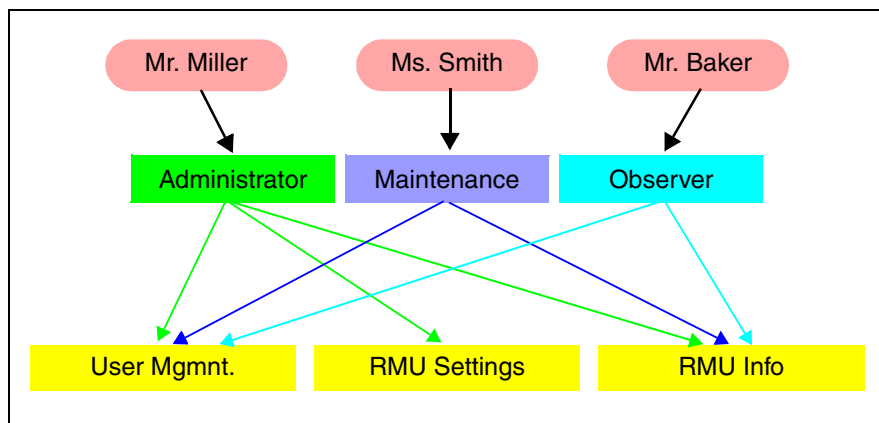 Mr. Miller
Ms. Smith
Mr. Baker
Administrator
Maintenance
Observer
User Mgmnt.
RMU Settings
RMU Info